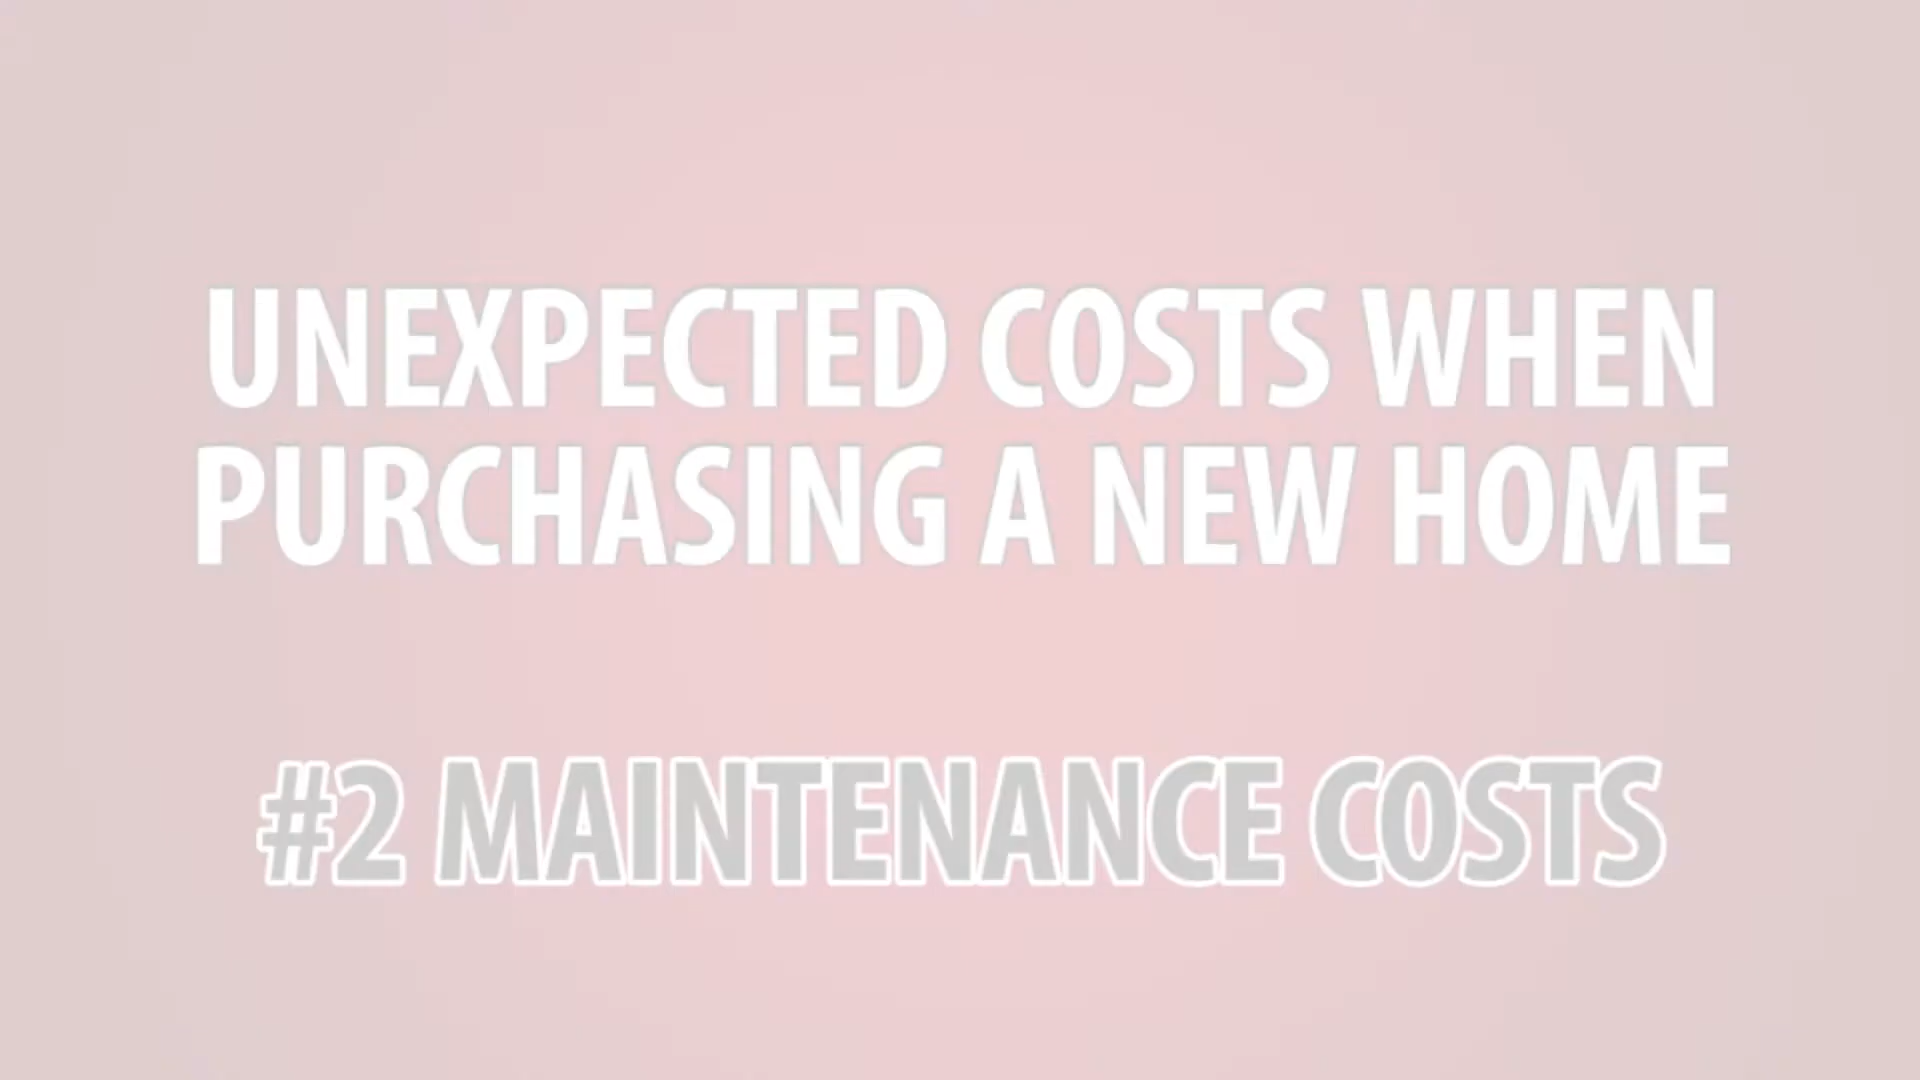 UNEXPECTED COSTS WHEN
PURCHASING A NEW HOME
#2 MAINTENANCE COSTS